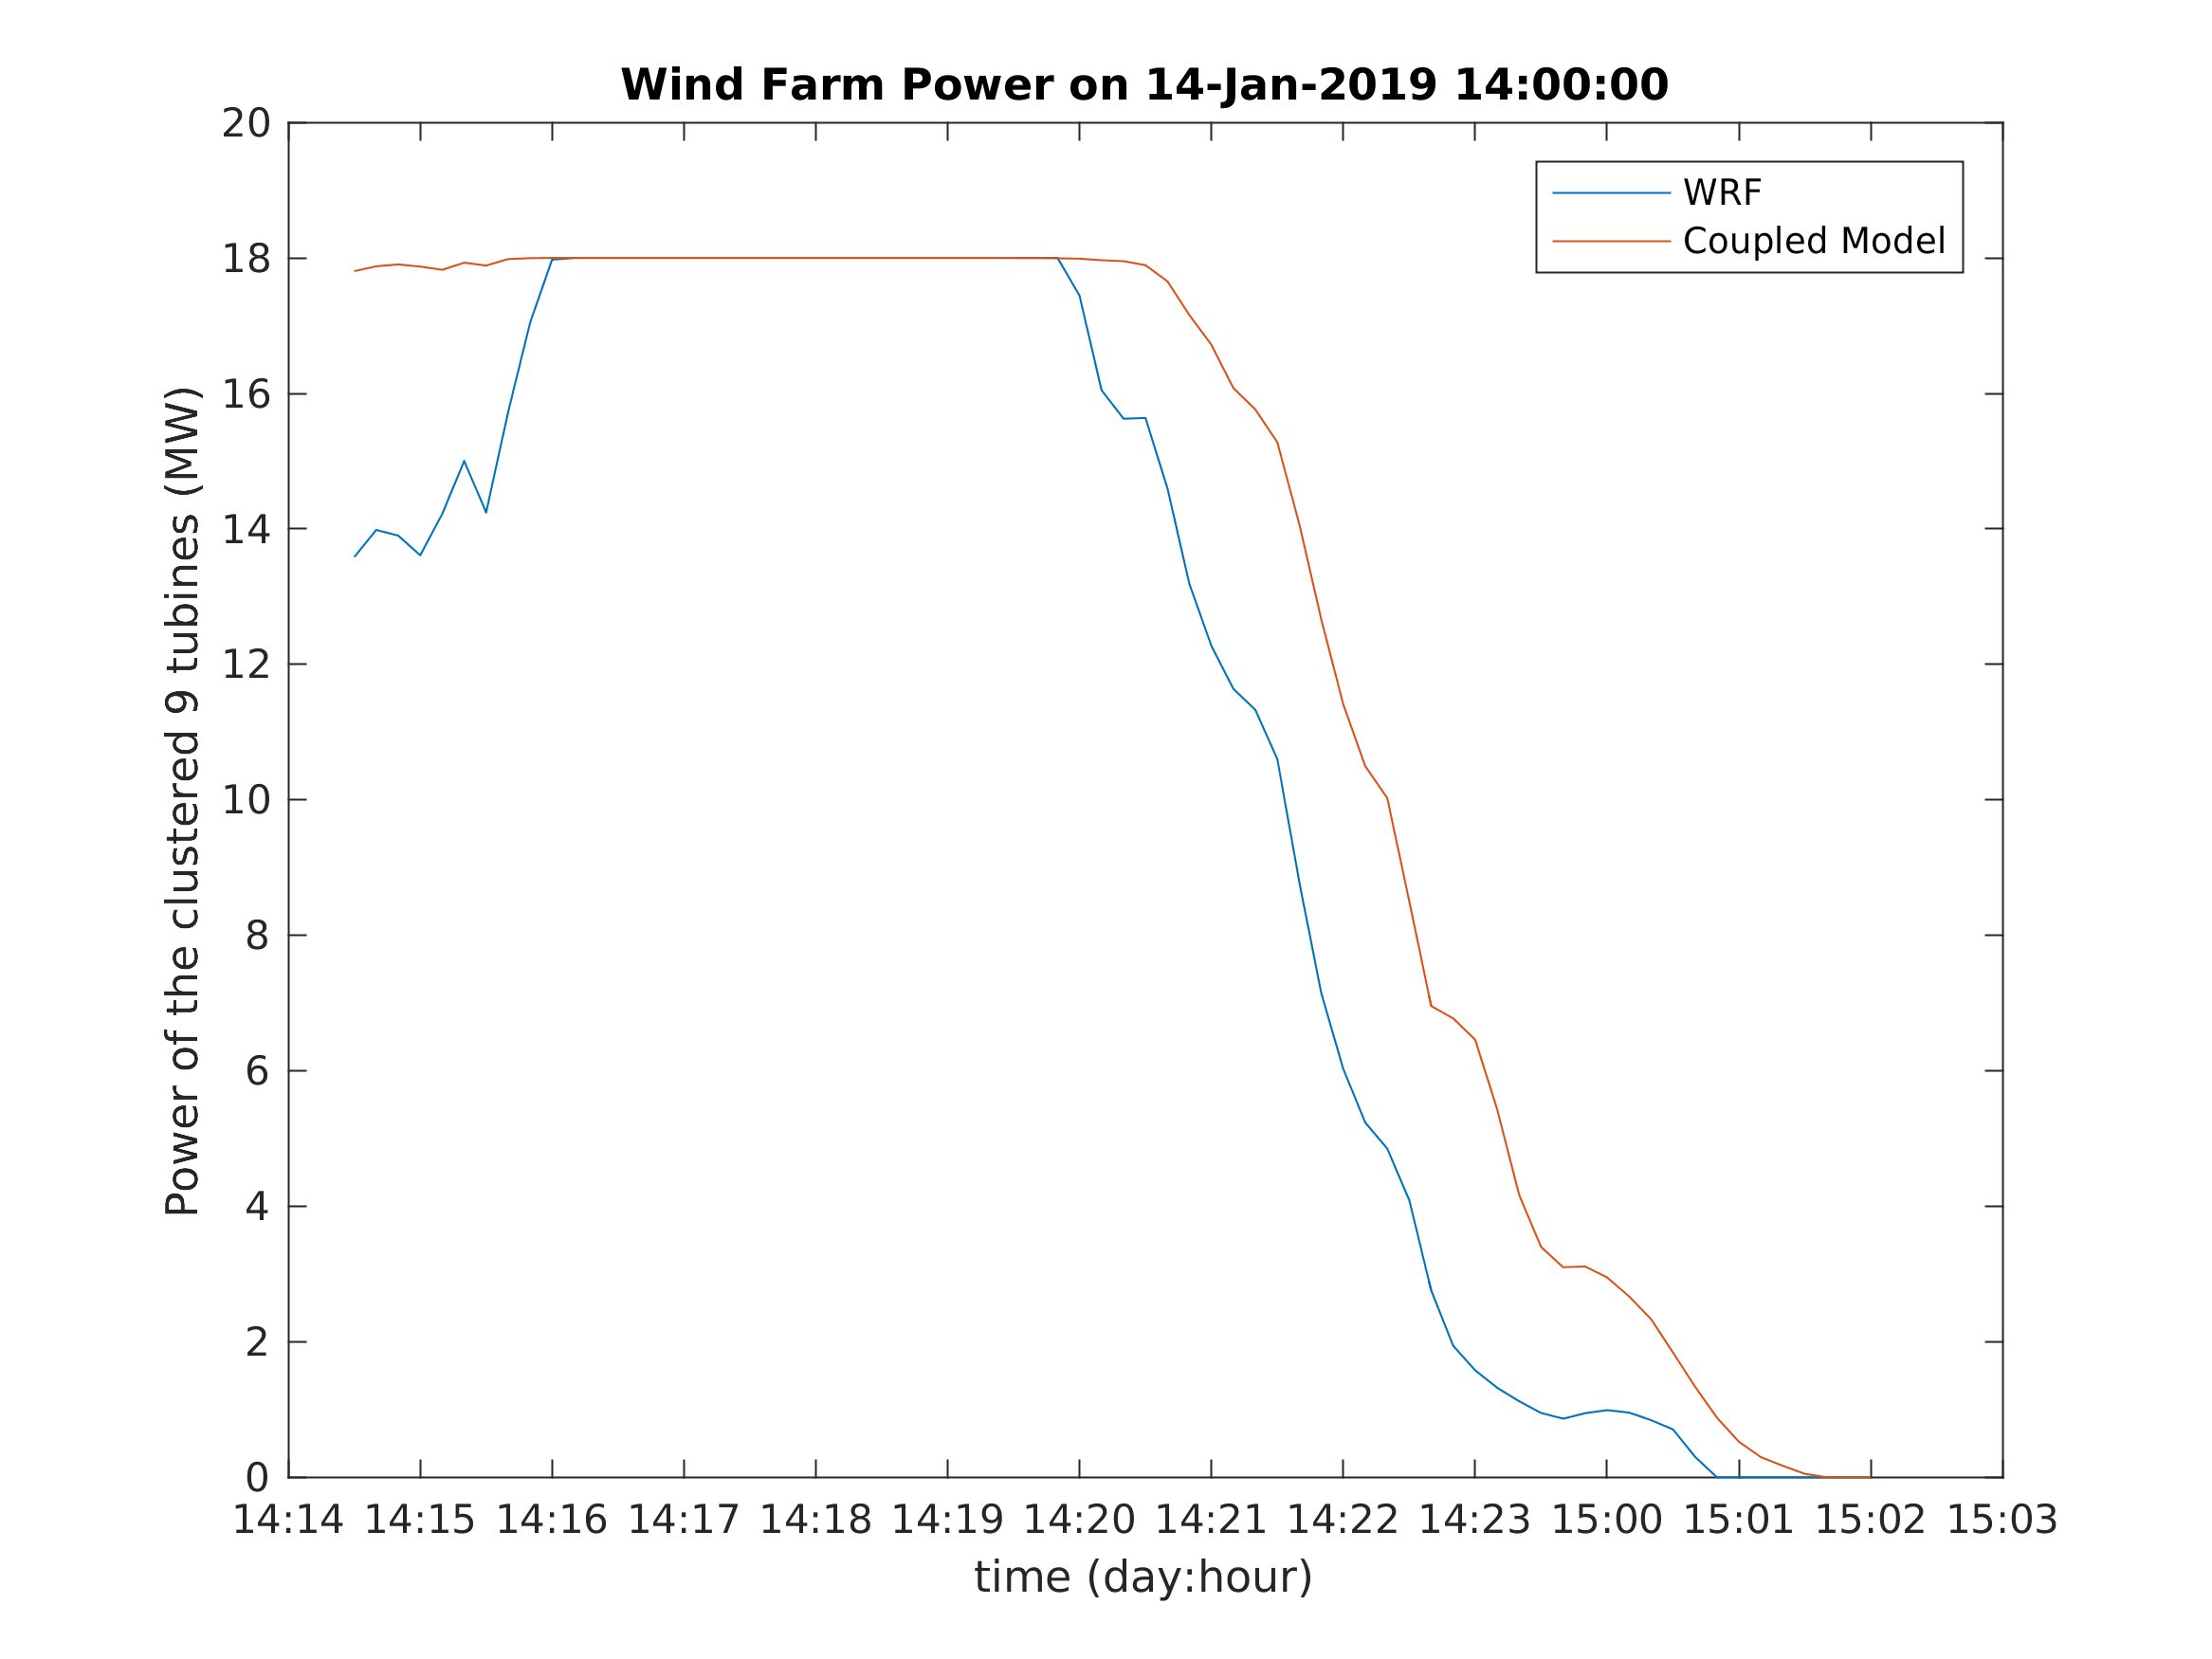 Wind Farm Power on 14-Jan-2019 14:00:00
20
18
16
14
12
10
8
6
4
2
0
Power of the clustered 9 tubines (MW)
WRF
Coupled Model
14:14 14:15 14:16 14:17 14:18 14:19 14:20 14:21 14:22 14:23 15:00 15:01 15:02 15:03
time (day:hour)